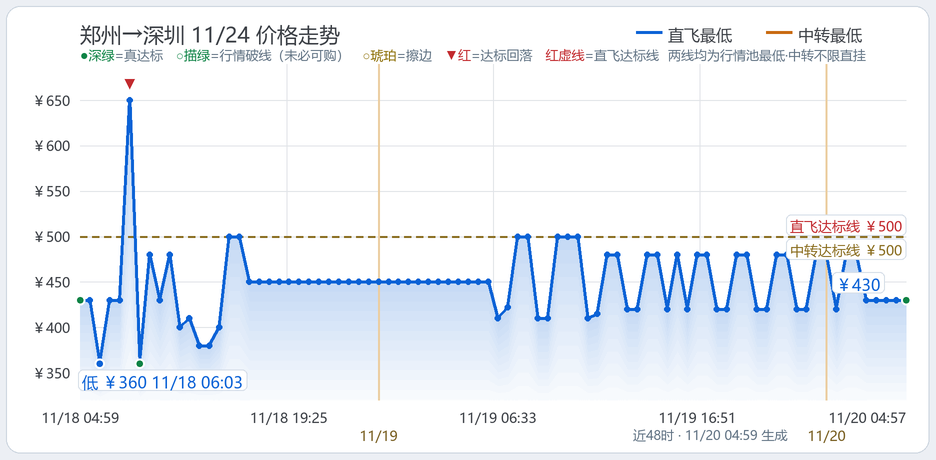 郑州→深圳 11/24 价格走势
直飞最低 中转最低
●深绿=真达标 ○描绿=行情破线（未必可购） ○琥珀=擦边 ▼红=达标回落 红虚线=直飞达标线 两线均为行情池最低·中转不限直挂
¥650
¥600
¥550
¥500
¥450
¥400
¥350
直飞达标线 ¥500
中转达标线 ¥500
¥430
低 ¥360 11/18 06:03
11/18 04:59 11/18 19:25 11/19 06:33 11/19 16:51 11/20 04:57
11/19 11/20
近48时 · 11/20 04:59 生成